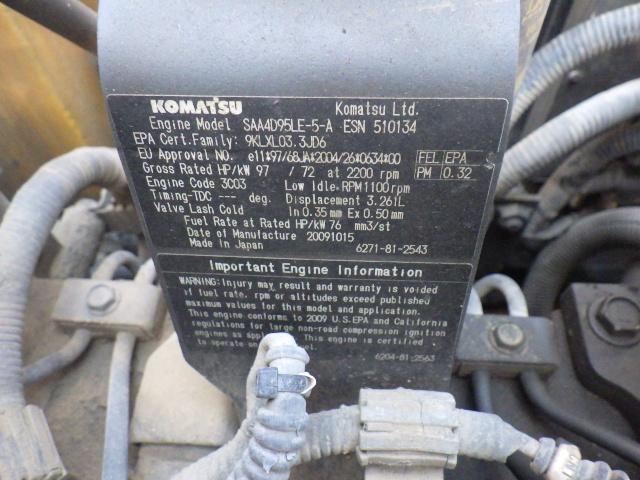 KOMATSU Komatsu Ltd.
Engine Model SAA4D95LE-5-A ESN 510134
EPA Cert.Family: 9KLXL03.3JD6
EU Approval NO. e11*97/68JA*2004/26*0634*00 FEL EPA
Gross Rated HP/kW 97 / 72 at 2200 rpm PM 0.32
Engine Code 3C03 Low Idle-RPM1100rpm
Timing-TDC --- deg. Displacement 3.261L
Valve Lash Cold In 0.35mm Ex 0.50mm
Fuel Rate at Rated HP/kW 76 mm3/st
Date of Manufacture 20091015
Made in Japan 6271-81-2543
Important Engine Information
WARNING: Injury may result and warranty is voided
if fuel rate, rpm or altitudes exceed published
maximum values for this model and application.
This engine conforms to 2009 U.S.EPA and California
regulations for large non-road compression ignition
engines as This engine is certified
to operate on
6204-81-2563